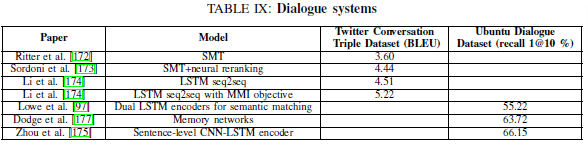 TABLE IX: Dialogue systems
Paper Model Twitter Conversation Triple Dataset (BLEU) Ubuntu Dialogue Dataset (recall 1@10 %)
Ritter et al. [172] SMT 3.60
Sordoni et al. [173] SMT+neural reranking 4.44
Li et al. [174] LSTM seq2seq 4.51
Li et al. [174] LSTM seq2seq with MMI objective 5.22
Lowe et al. [97] Dual LSTM encoders for semantic matching 55.22
Dodge et al. [177] Memory networks 63.72
Zhou et al. [175] Sentence-level CNN-LSTM encoder 66.15